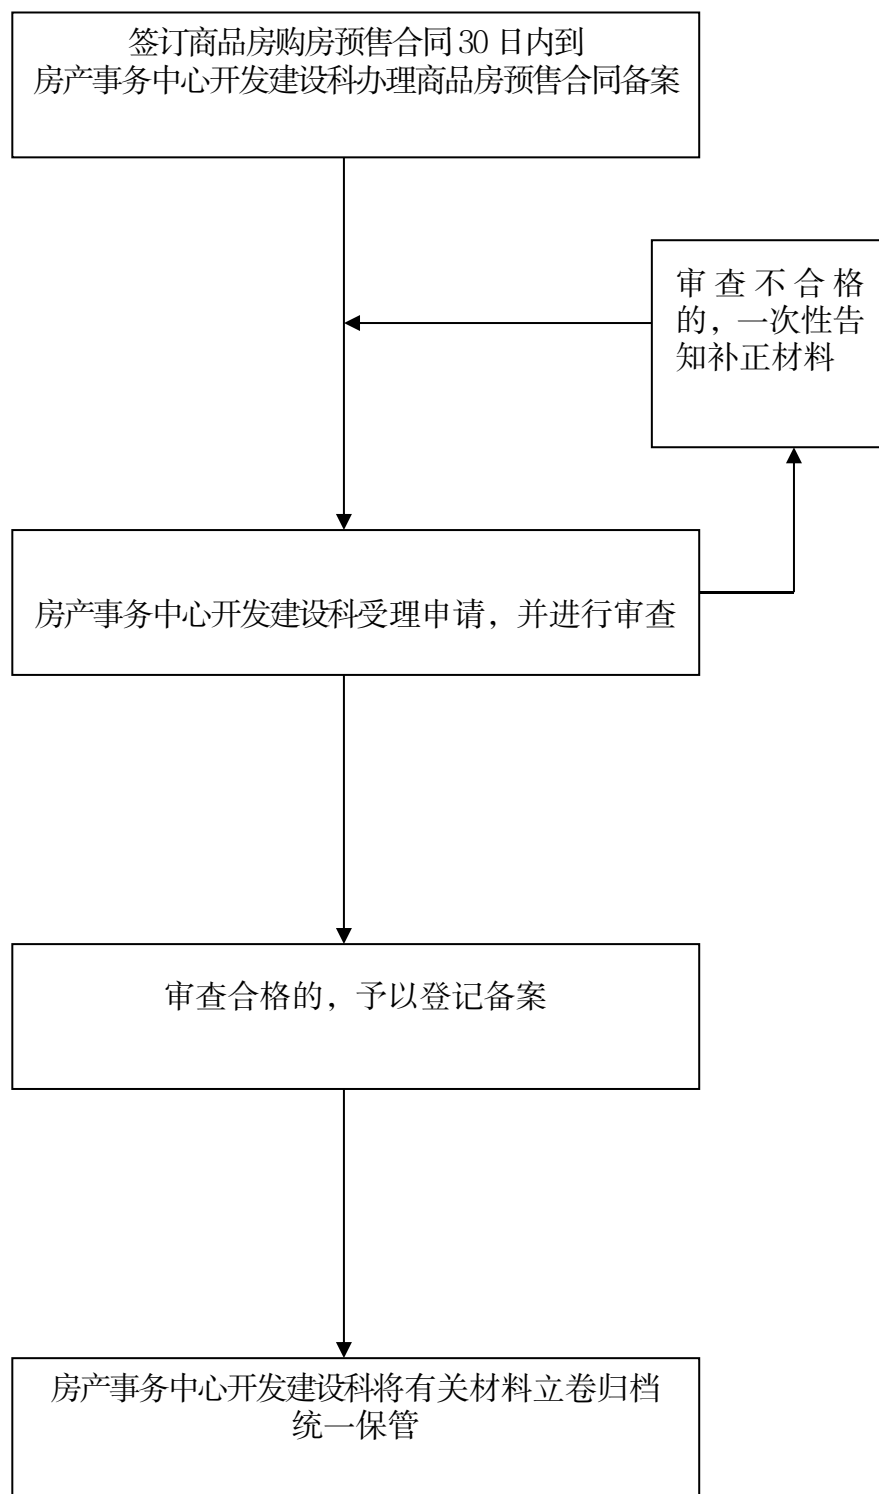 签订商品房购房预售合同30日内到
房产事务中心开发建设科办理商品房预售合同备案
审查不合格
的，一次性告
知补正材料
房产事务中心开发建设科受理申请，并进行审查
审查合格的，予以登记备案
房产事务中心开发建设科将有关材料立卷归档
统一保管